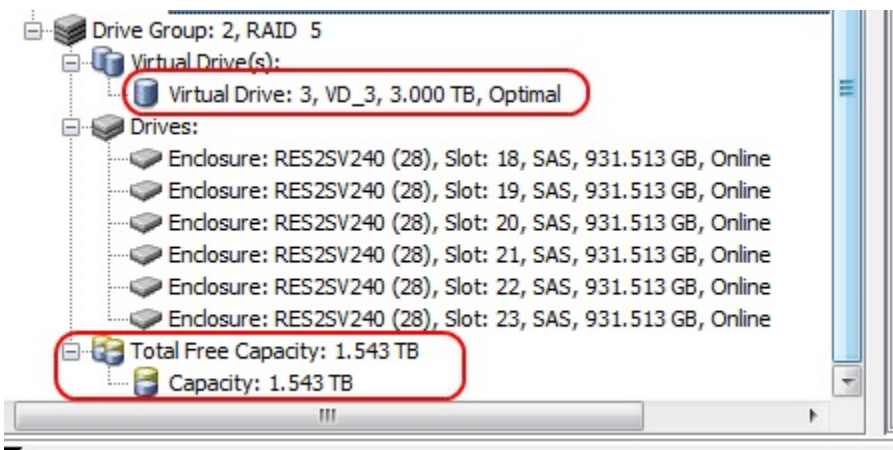 Drive Group: 2, RAID 5
Virtual Drive(s):
Virtual Drive: 3, VD_3, 3.000 TB, Optimal
Drives:
Enclosure: RES2SV240 (28), Slot: 18, SAS, 931.513 GB, Online
Enclosure: RES2SV240 (28), Slot: 19, SAS, 931.513 GB, Online
Enclosure: RES2SV240 (28), Slot: 20, SAS, 931.513 GB, Online
Enclosure: RES2SV240 (28), Slot: 21, SAS, 931.513 GB, Online
Enclosure: RES2SV240 (28), Slot: 22, SAS, 931.513 GB, Online
Enclosure: RES2SV240 (28), Slot: 23, SAS, 931.513 GB, Online
Total Free Capacity: 1.543 TB
Capacity: 1.543 TB